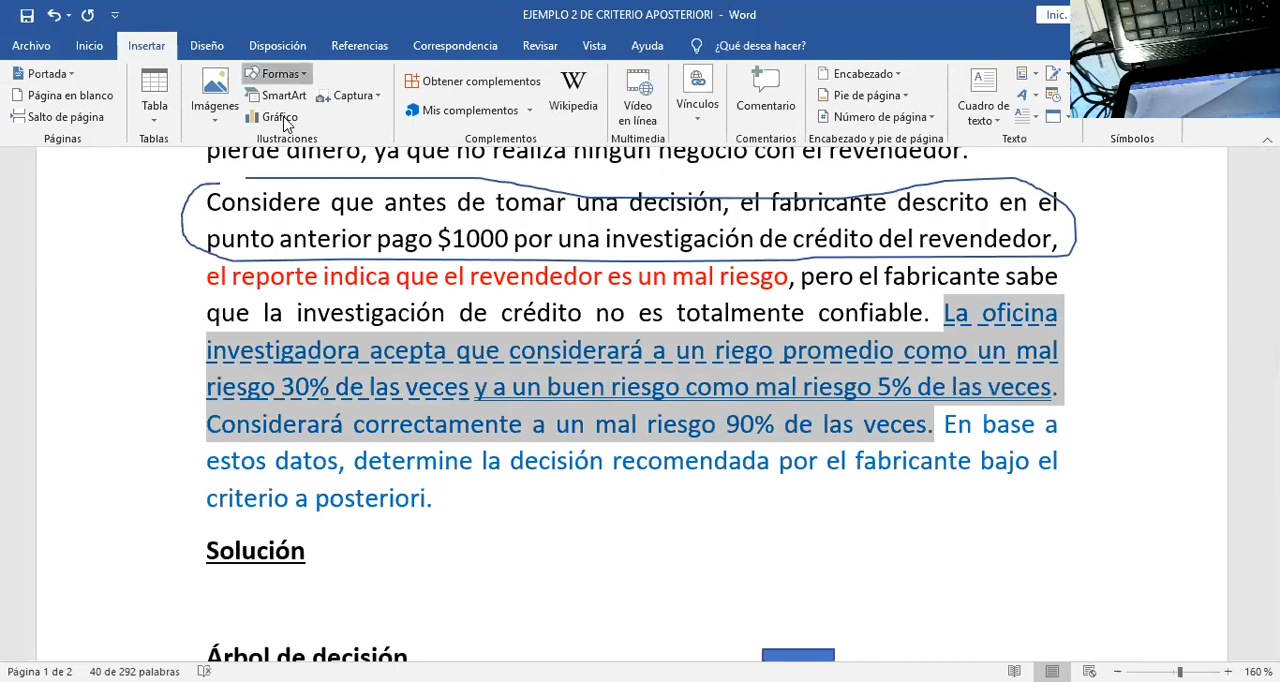 EJEMPLO 2 DE CRITERIO APOSTERIORI - Word
Inic.
Archivo Inicio Insertar Diseño Disposición Referencias Correspondencia Revisar Vista Ayuda ¿Qué desea hacer?
Portada
Página en blanco
Salto de página
Páginas
Tabla
Tablas
Imágenes
Formas
SmartArt
Gráfico
Captura
Ilustraciones
Obtener complementos
Mis complementos
Wikipedia
Complementos
Vídeo
en línea
Multimedia
Vínculos
Comentario
Comentarios
Encabezado
Pie de página
Número de página
Encabezado y pie de página
Cuadro de
texto
Texto
Símbolos
pierde dinero, ya que no realiza ningún negocio con el revendedor.
Considere que antes de tomar una decisión, el fabricante descrito en el
punto anterior pago $1000 por una investigación de crédito del revendedor,
el reporte indica que el revendedor es un mal riesgo, pero el fabricante sabe
que la investigación de crédito no es totalmente confiable. La oficina
investigadora acepta que considerará a un riego promedio como un mal
riesgo 30% de las veces y a un buen riesgo como mal riesgo 5% de las veces.
Considerará correctamente a un mal riesgo 90% de las veces. En base a
estos datos, determine la decisión recomendada por el fabricante bajo el
criterio a posteriori.
Solución
Árbol de decisión
Página 1 de 2 40 de 292 palabras
160 %